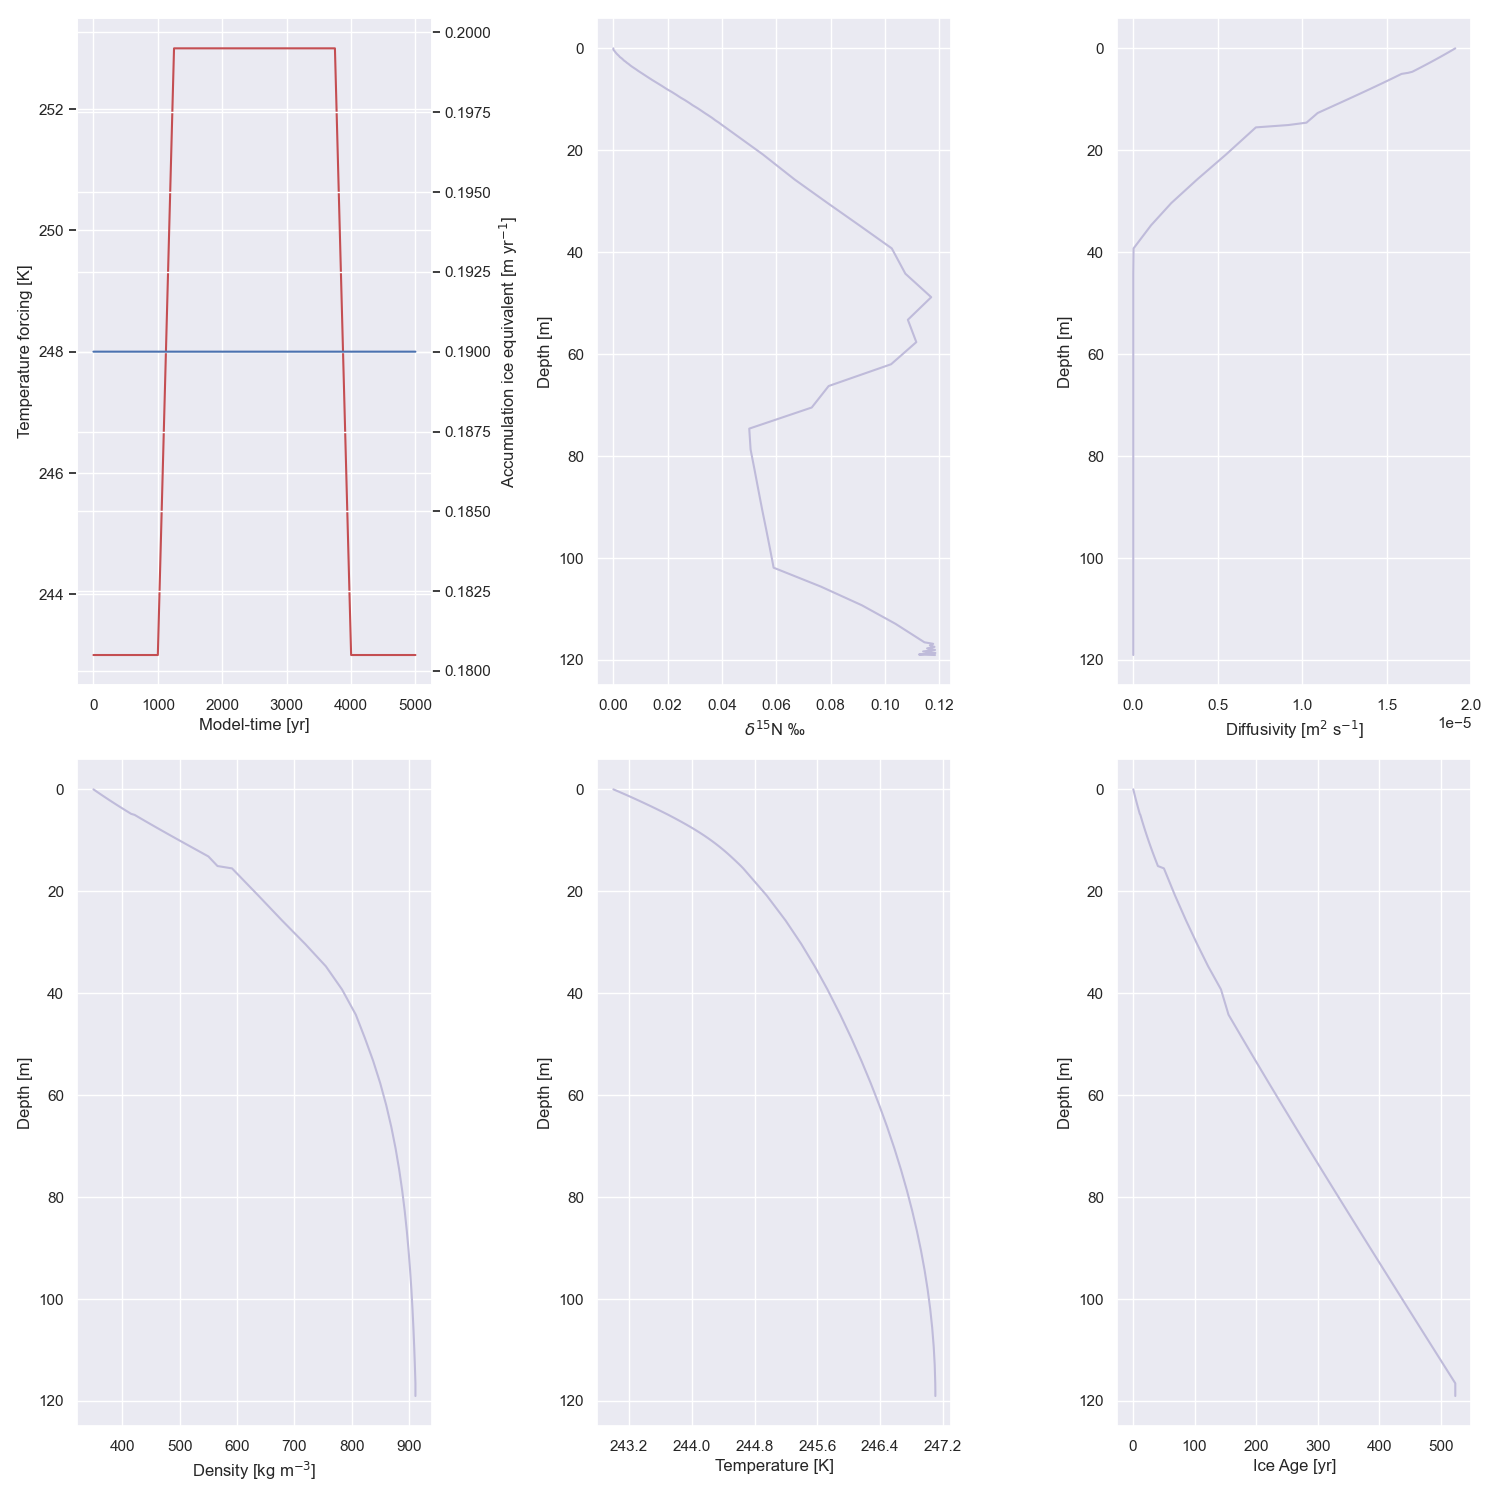 252
250
248
246
244
Temperature forcing [K]
0.2000
0.1975
0.1950
0.1925
0.1900
0.1875
0.1850
0.1825
0.1800
Accumulation ice equivalent [m yr⁻¹]
0 1000 2000 3000 4000 5000
Model-time [yr]
0
20
40
60
80
100
120
Depth [m]
0.00 0.02 0.04 0.06 0.08 0.10 0.12
δ¹⁵N ‰
0
20
40
60
80
100
120
Depth [m]
0.0 0.5 1.0 1.5 2.0
1e−5
Diffusivity [m² s⁻¹]
0
20
40
60
80
100
120
Depth [m]
400 500 600 700 800 900
Density [kg m⁻³]
0
20
40
60
80
100
120
Depth [m]
243.2 244.0 244.8 245.6 246.4 247.2
Temperature [K]
0
20
40
60
80
100
120
Depth [m]
0 100 200 300 400 500
Ice Age [yr]